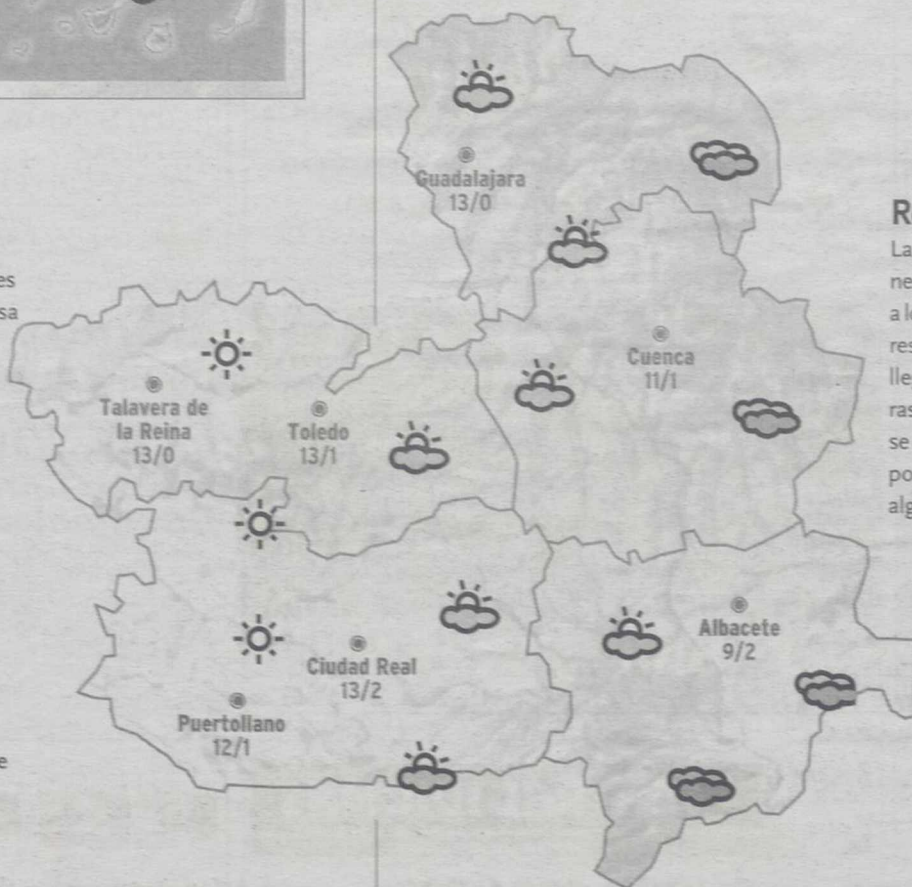 Guadalajara
13/0
Cuenca
11/1
Talavera de
la Reina
13/0
Toledo
13/1
Ciudad Real
13/2
Puertollano
12/1
Albacete
9/2
es
sa
e
R
La
ne
a l
res
lle
ras
se
po
alg